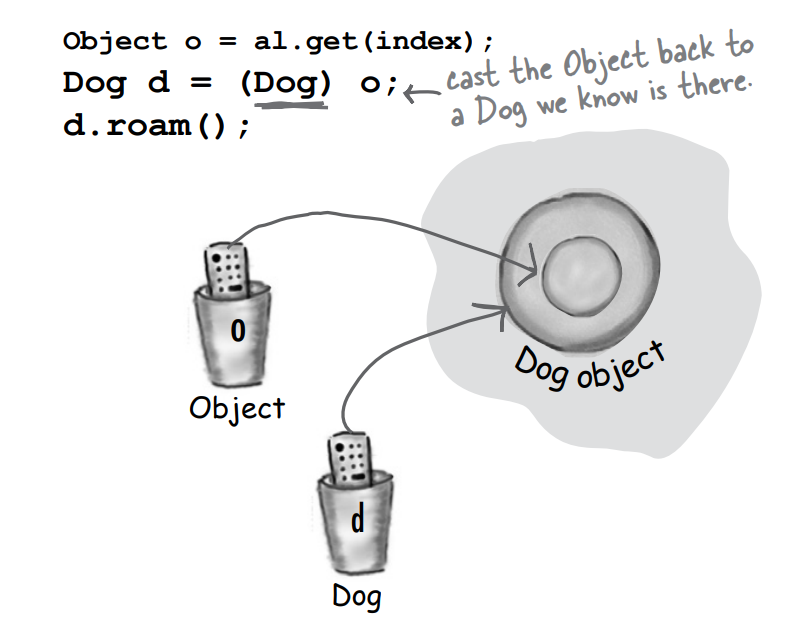 Object o = al.get(index);
Dog d = (Dog) o;
d.roam();
cast the Object back to
a Dog we know is there.
o
Object
Dog object
d
Dog